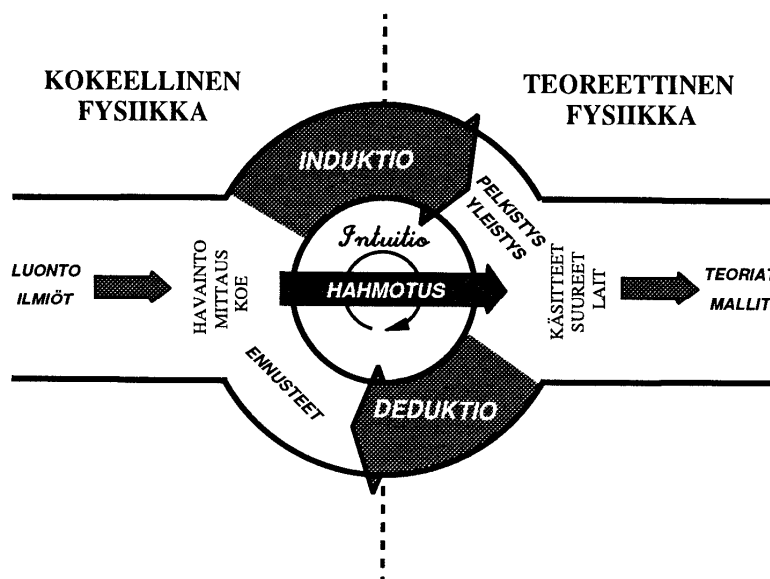 KOKEELLINEN
FYSIIKKA
TEOREETTINEN
FYSIIKKA
INDUKTIO
PELKISTYS
YLEISTYS
Intuitio
LUONTO
ILMIÖT
HAVAINTO
MITTAUS
KOE
HAHMOTUS
KÄSITTEET
SUUREET
LAIT
TEORIAT
MALLIT
ENNUSTEET
DEDUKTIO